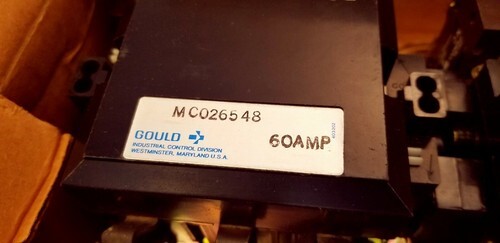 MC026548
GOULD
60AMP
INDUSTRIAL CONTROL DIVISION
WESTMINSTER, MARYLAND U.S.A.